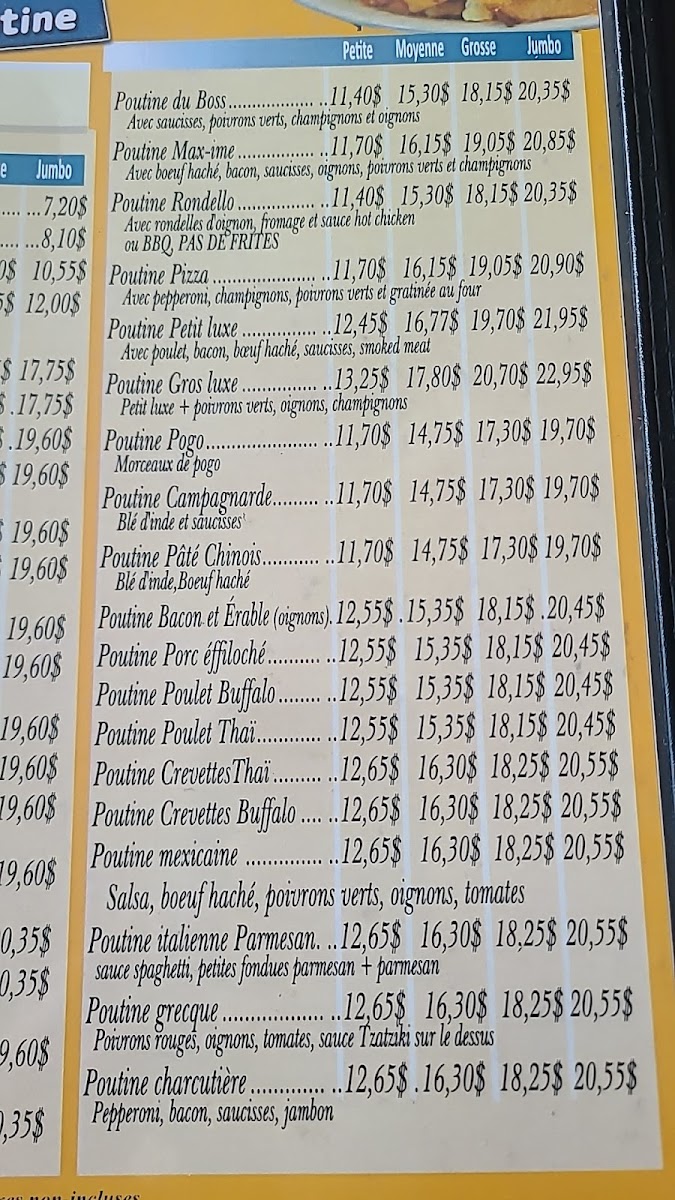 tine
e Jumbo
.... ...7,20$
.... ...8,10$
0$ 10,55$
5$ 12,00$
$ 17,75$
$.17,75$
$.19,60$
$ 19,60$
$ 19,60$
19,60$
19,60$
19,60$
19,60$
19,60$
19,60$
19,60$
0,35$
0,35$
9,60$
0,35$
Petite Moyenne Grosse Jumbo
Poutine du Boss.................. ..11,40$ 15,30$ 18,15$ 20,35$
Avec saucisses, poivrons verts, champignons et oignons
Poutine Max-ime ................ ..11,70$ 16,15$ 19,05$ 20,85$
Avec boeuf haché, bacon, saucisses, oignons, poivrons verts et champignons
Poutine Rondello ................. ..11,40$ 15,30$ 18,15$ 20,35$
Avec rondelles d'oignon, fromage et sauce hot chicken
ou BBQ, PAS DE FRITES
Poutine Pizza ...................... ..11,70$ 16,15$ 19,05$ 20,90$
Avec pepperoni, champignons, poivrons verts et gratinée au four
Poutine Petit luxe ................ ..12,45$ 16,77$ 19,70$ 21,95$
Avec poulet, bacon, bœuf haché, saucisses, smoked meat
Poutine Gros luxe ................ ..13,25$ 17,80$ 20,70$ 22,95$
Petit luxe + poivrons verts, oignons, champignons
Poutine Pogo........................ ..11,70$ 14,75$ 17,30$ 19,70$
Morceaux de pogo
Poutine Campagnarde.......... ..11,70$ 14,75$ 17,30$ 19,70$
Blé d'inde et saucisses
Poutine Pâté Chinois............ ..11,70$ 14,75$ 17,30$ 19,70$
Blé d'inde,Boeuf haché
Poutine Bacon et Érable (oignons). 12,55$ .15,35$ 18,15$ .20,45$
Poutine Porc éffiloché........... ..12,55$ 15,35$ 18,15$ 20,45$
Poutine Poulet Buffalo ......... ..12,55$ 15,35$ 18,15$ 20,45$
Poutine Poulet Thaï.............. ..12,55$ 15,35$ 18,15$ 20,45$
Poutine CrevettesThaï .......... ..12,65$ 16,30$ 18,25$ 20,55$
Poutine Crevettes Buffalo .... ..12,65$ 16,30$ 18,25$ 20,55$
Poutine mexicaine ............... ..12,65$ 16,30$ 18,25$ 20,55$
Salsa, boeuf haché, poivrons verts, oignons, tomates
Poutine italienne Parmesan. ..12,65$ 16,30$ 18,25$ 20,55$
sauce spaghetti, petites fondues parmesan + parmesan
Poutine grecque ................... ..12,65$ 16,30$ 18,25$ 20,55$
Poivrons rouges, oignons, tomates, sauce Tzatziki sur le dessus
Poutine charcutière .............. ..12,65$ .16,30$ 18,25$ 20,55$
Pepperoni, bacon, saucisses, jambon
non incluses